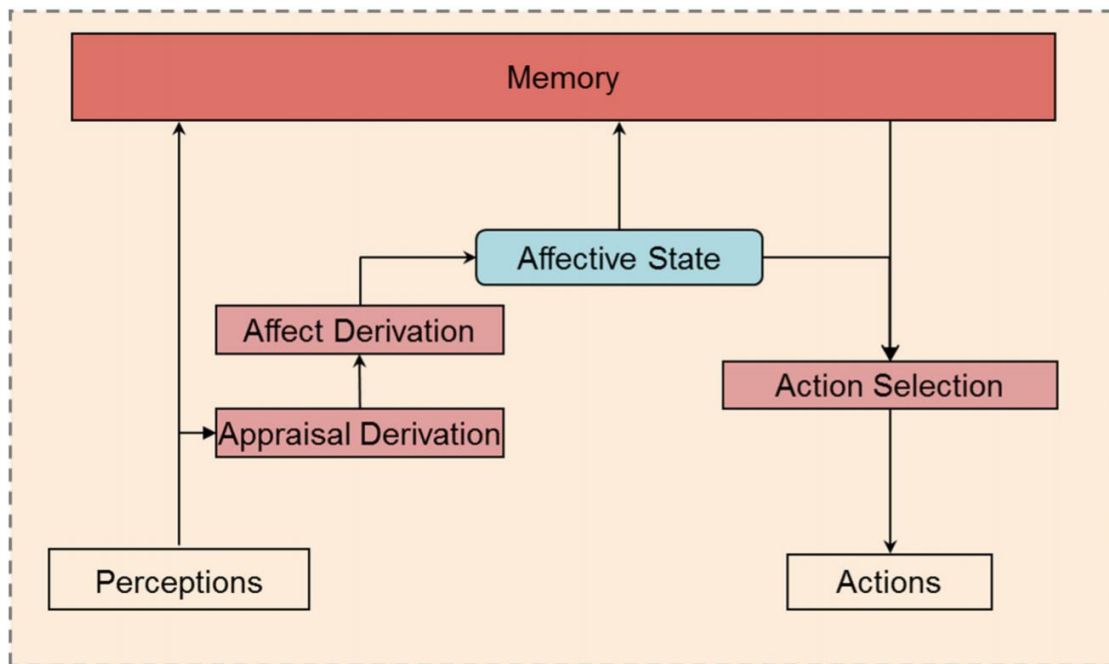 Memory
Affective State
Affect Derivation
Action Selection
Appraisal Derivation
Perceptions
Actions